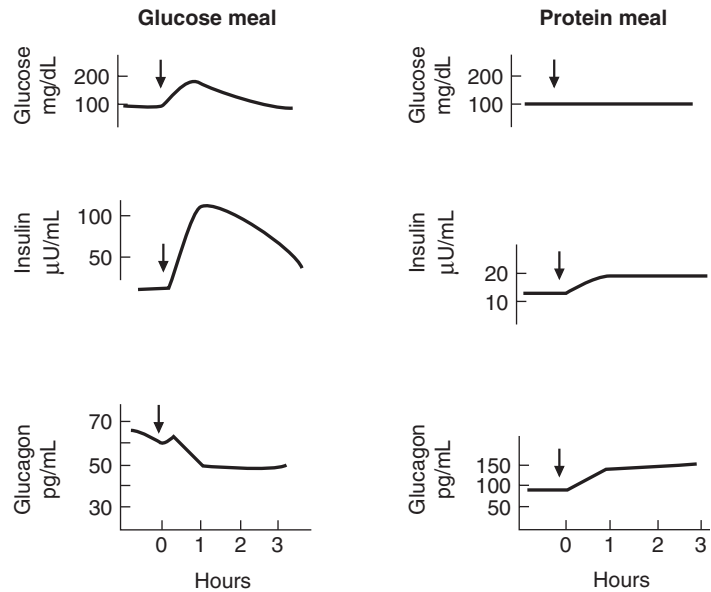 Glucose meal
Protein meal
Glucose
mg/dL
200
100
Glucose
mg/dL
200
100
Insulin
μU/mL
100
50
Insulin
μU/mL
20
10
Glucagon
pg/mL
70
50
30
0 1 2 3
Hours
Glucagon
pg/mL
150
100
50
0 1 2 3
Hours